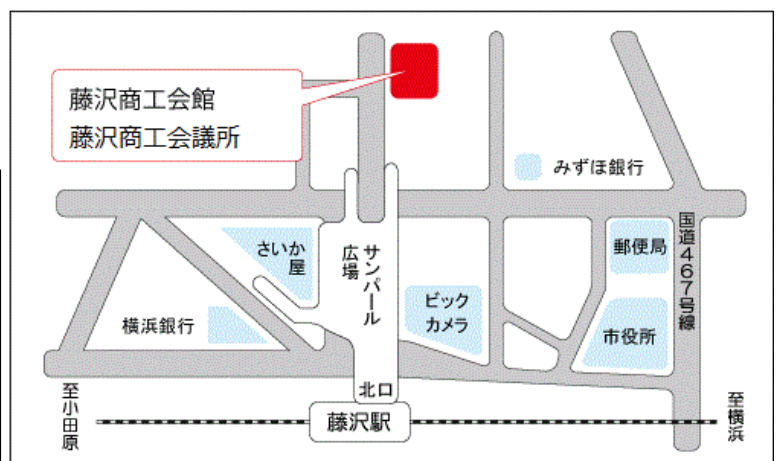 藤沢商工会館
藤沢商工会議所
みずほ銀行
さいか
屋
サンパール
広場
ビック
カメラ
郵便局
国道467号線
市役所
横浜銀行
北口
藤沢駅
至小田原
至横浜